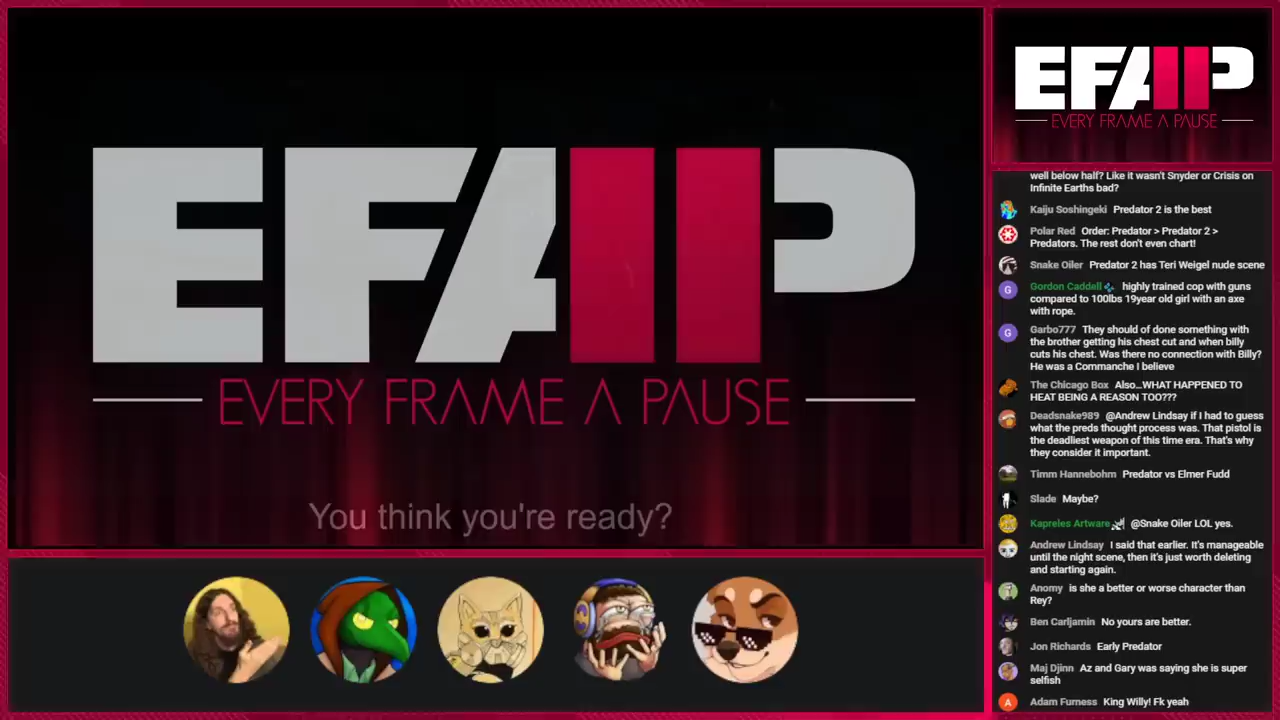 EFAP
EVERY FRAME A PAUSE
You think you're ready?
EFAP
EVERY FRAME A PAUSE
well below half? Like it wasn't Snyder or Crisis on
Infinite Earths bad?
Kaiju Soshingeki Predator 2 is the best
Polar Red Order: Predator > Predator 2 >
Predators. The rest don't even chart!
Snake Oiler Predator 2 has Teri Weigel nude scene
G
Gordon Caddell highly trained cop with guns
compared to 100lbs 19year old girl with an axe
with rope.
G
Garbo777 They should of done something with
the brother getting his chest cut and when billy
cuts his chest. Was there no connection with Billy?
He was a Commanche I believe
The Chicago Box Also...WHAT HAPPENED TO
HEAT BEING A REASON TOO???
Deadsnake989 @Andrew Lindsay if I had to guess
what the preds thought process was. That pistol is
the deadliest weapon of this time era. That's why
they consider it important.
Timm Hannebohm Predator vs Elmer Fudd
Slade Maybe?
Kapreles Artware @Snake Oiler LOL yes.
Andrew Lindsay I said that earlier. It's manageable
until the night scene, then it's just worth deleting
and starting again.
Anomy is she a better or worse character than
Rey?
Ben Carljamin No yours are better.
Jon Richards Early Predator
Maj Djinn Az and Gary was saying she is super
selfish
A
Adam Furness King Willy! Fk yeah